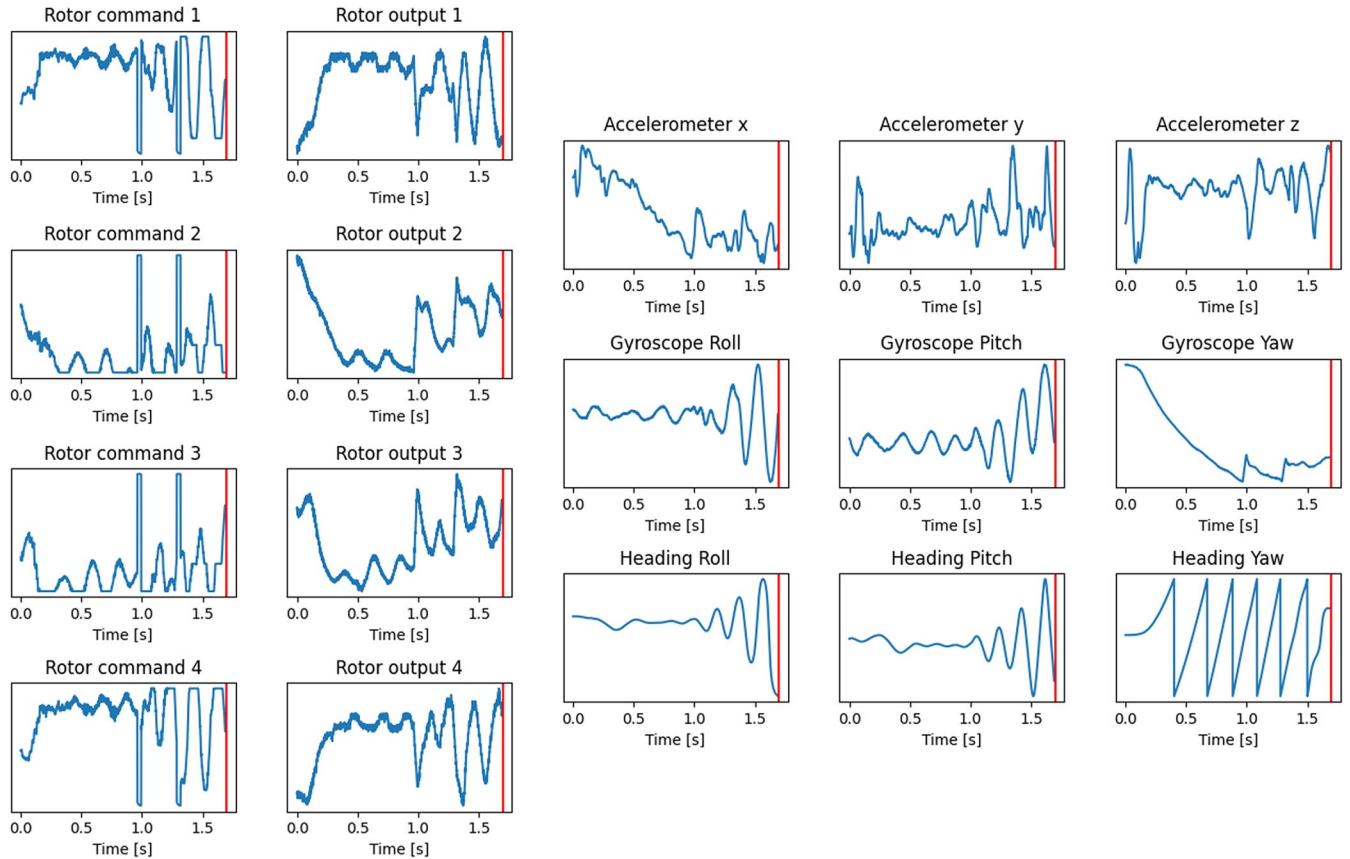 Rotor command 1
0.0 0.5 1.0 1.5
Time [s]
Rotor output 1
0.0 0.5 1.0 1.5
Time [s]
Rotor command 2
0.0 0.5 1.0 1.5
Time [s]
Rotor output 2
0.0 0.5 1.0 1.5
Time [s]
Rotor command 3
0.0 0.5 1.0 1.5
Time [s]
Rotor output 3
0.0 0.5 1.0 1.5
Time [s]
Rotor command 4
0.0 0.5 1.0 1.5
Time [s]
Rotor output 4
0.0 0.5 1.0 1.5
Time [s]
Accelerometer x
0.0 0.5 1.0 1.5
Time [s]
Accelerometer y
0.0 0.5 1.0 1.5
Time [s]
Accelerometer z
0.0 0.5 1.0 1.5
Time [s]
Gyroscope Roll
0.0 0.5 1.0 1.5
Time [s]
Gyroscope Pitch
0.0 0.5 1.0 1.5
Time [s]
Gyroscope Yaw
0.0 0.5 1.0 1.5
Time [s]
Heading Roll
0.0 0.5 1.0 1.5
Time [s]
Heading Pitch
0.0 0.5 1.0 1.5
Time [s]
Heading Yaw
0.0 0.5 1.0 1.5
Time [s]